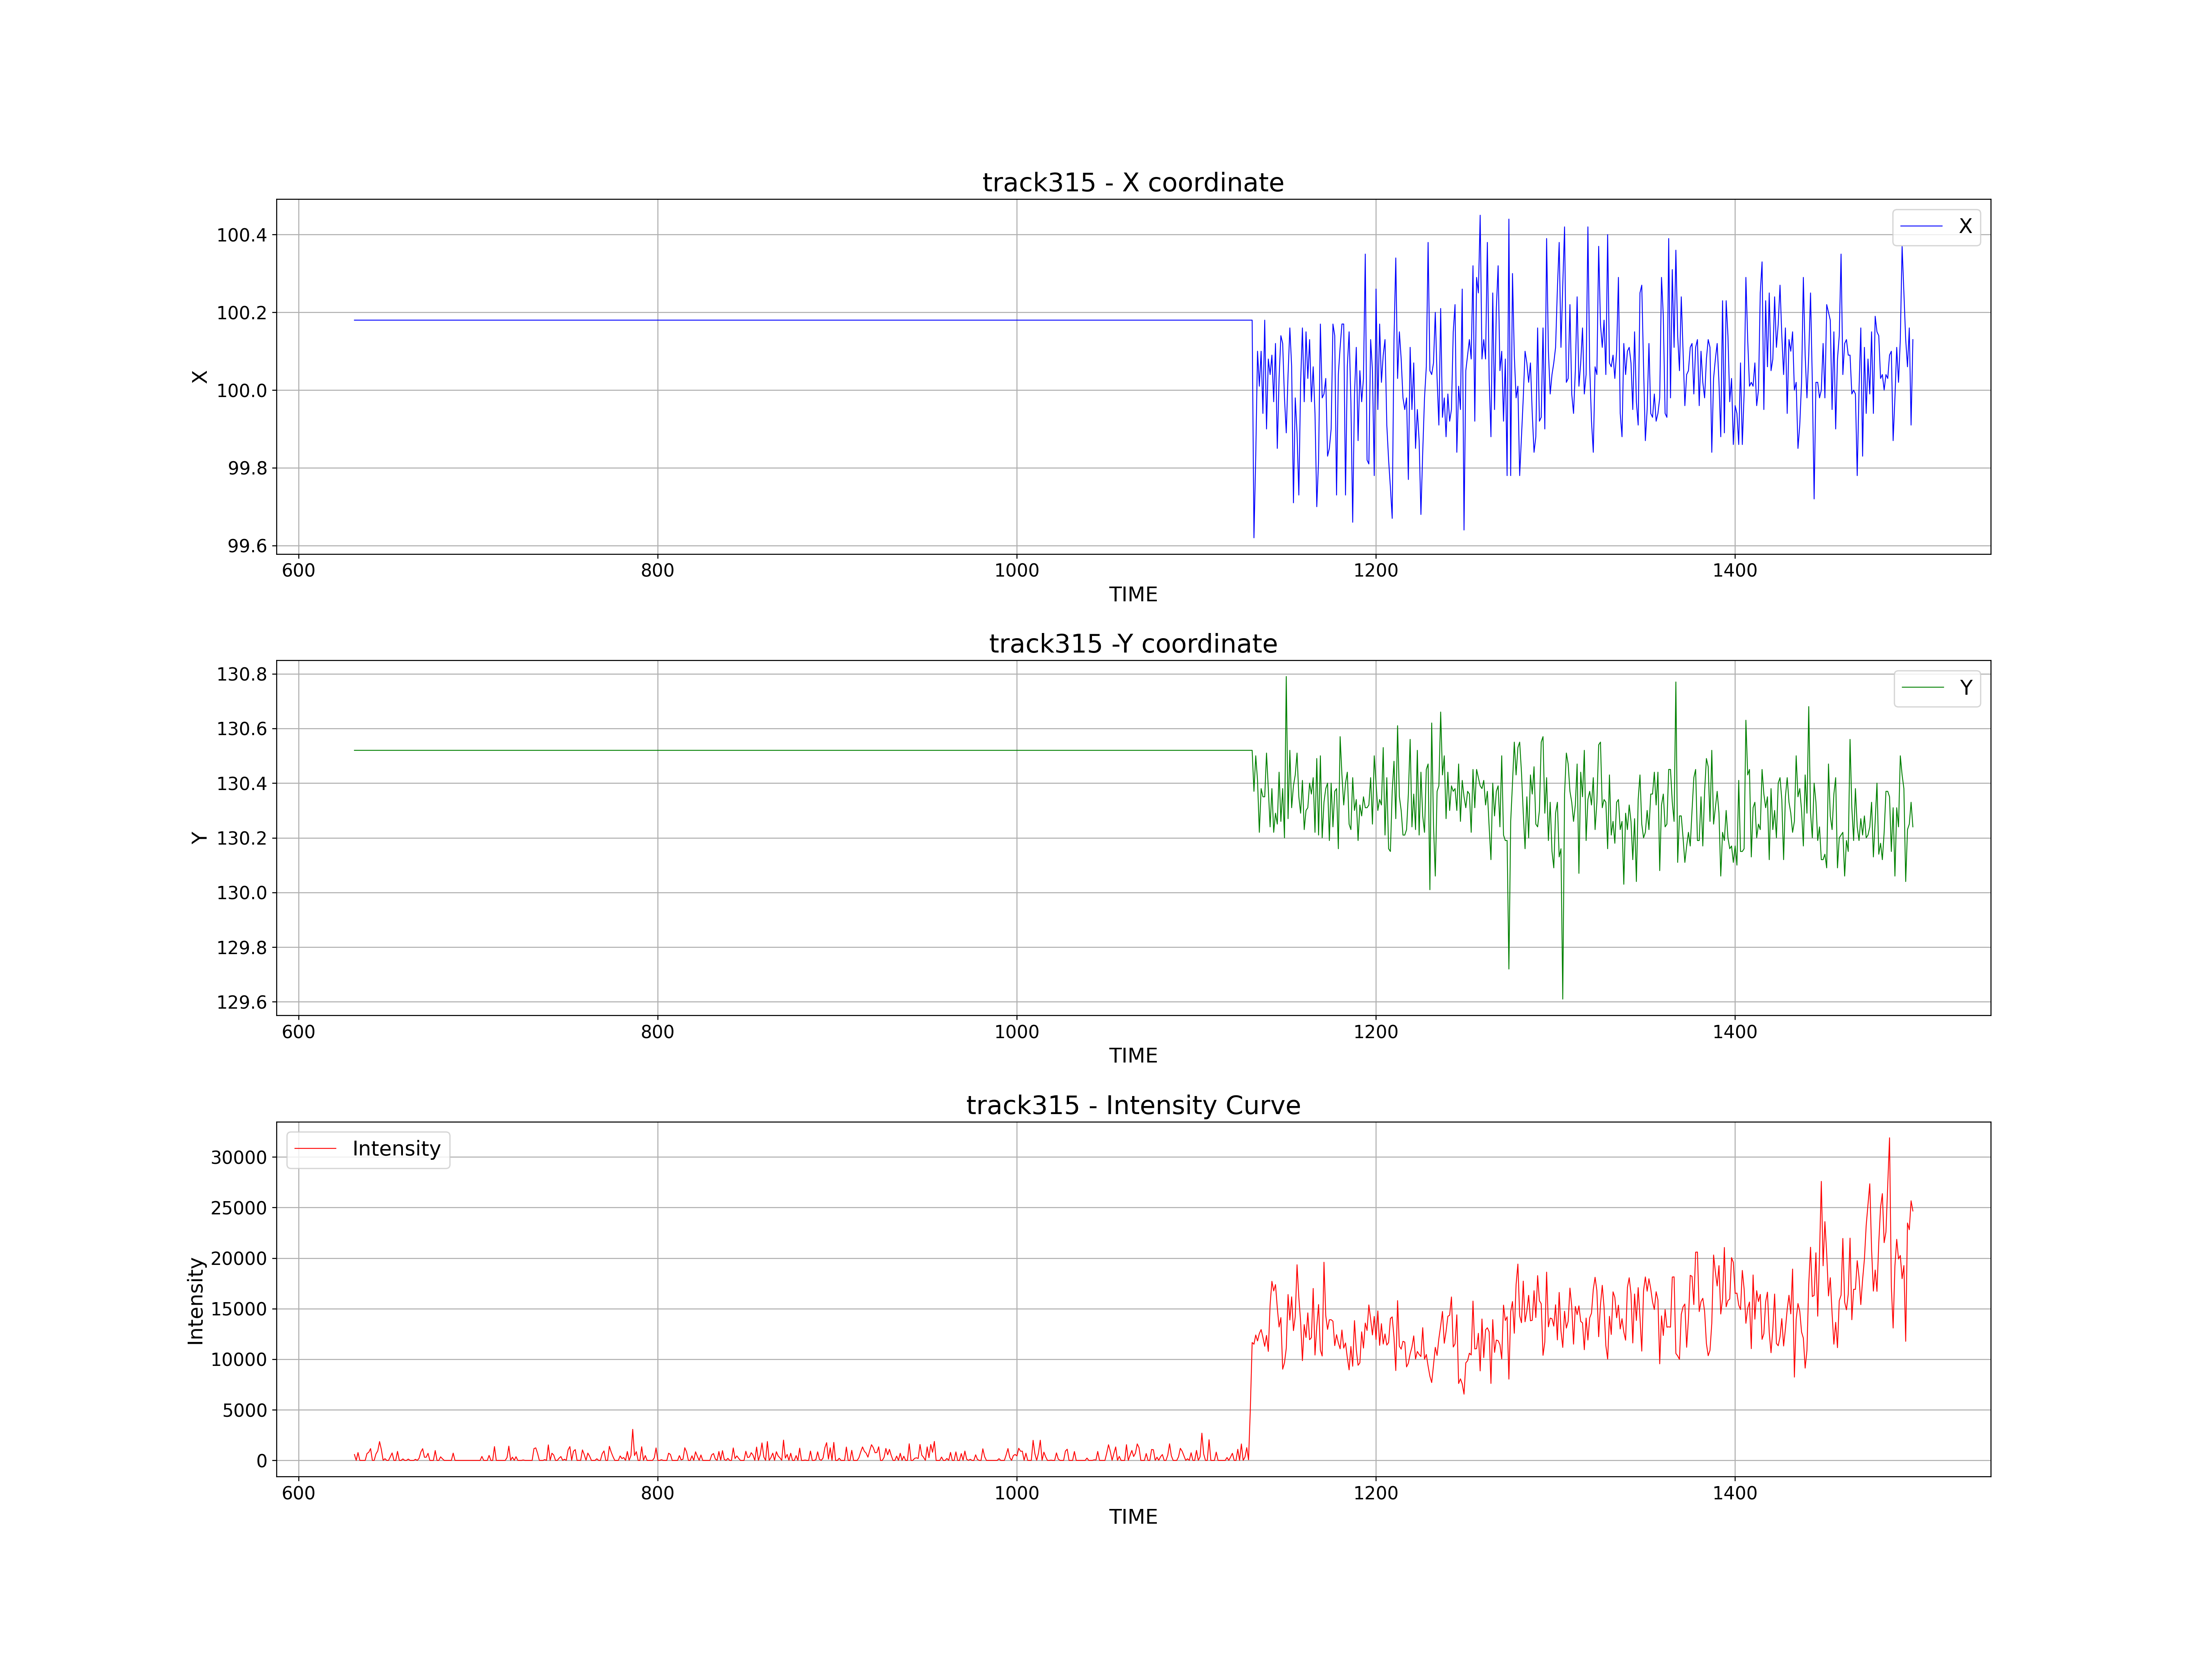 track315 - X coordinate
X
100.4
100.2
100.0
99.8
99.6
X
600 800 1000 1200 1400
TIME
track315 -Y coordinate
Y
130.8
130.6
130.4
130.2
130.0
129.8
129.6
Y
600 800 1000 1200 1400
TIME
track315 - Intensity Curve
Intensity
30000
25000
20000
15000
10000
5000
0
Intensity
600 800 1000 1200 1400
TIME